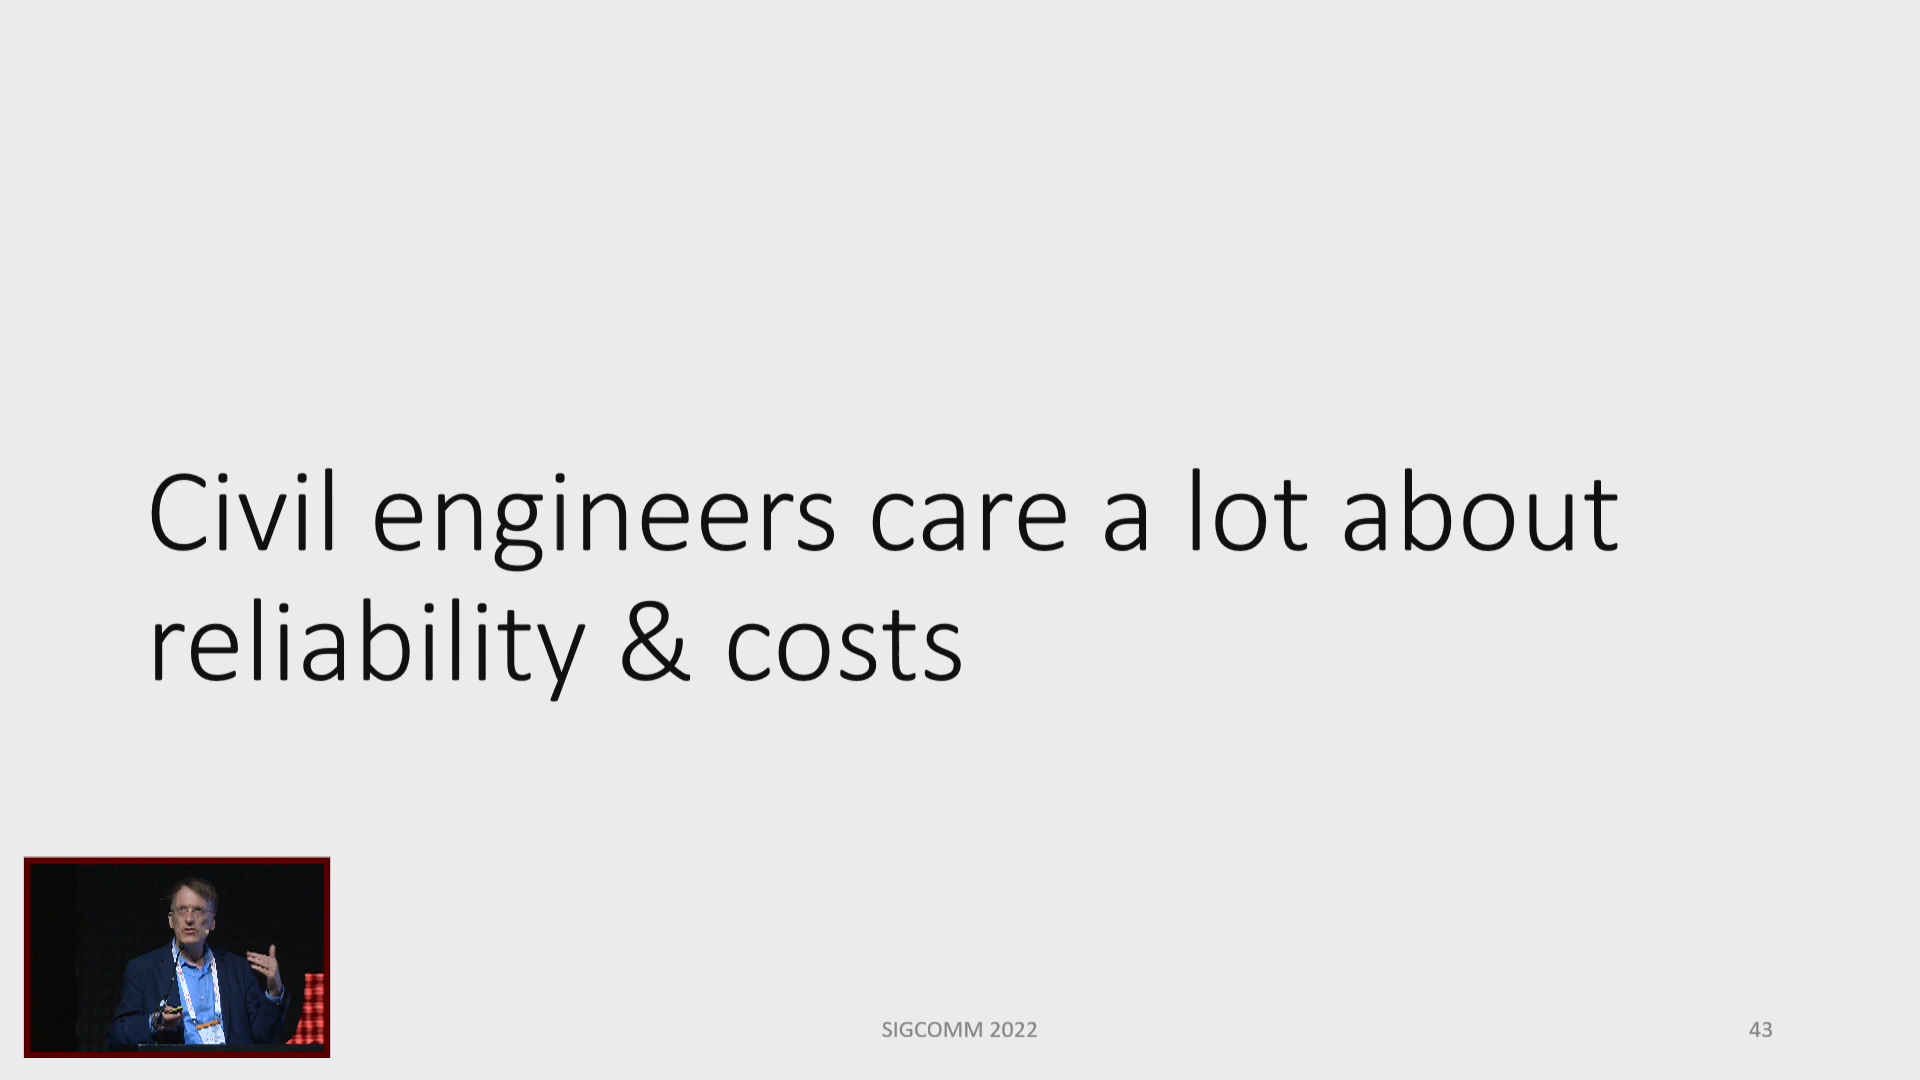 Civil engineers care a lot about
reliability & costs
SIGCOMM 2022
43